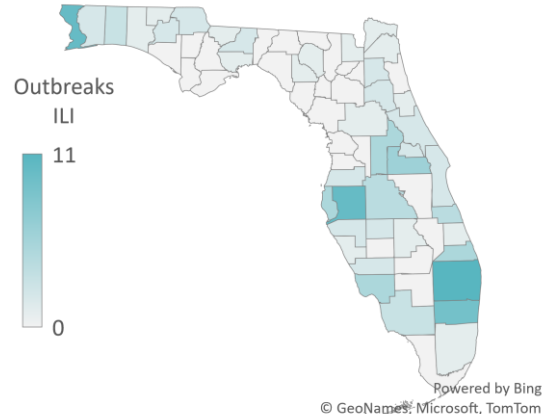 Outbreaks
ILI
11
0
Powered by Bing
© GeoNames, Microsoft, TomTom